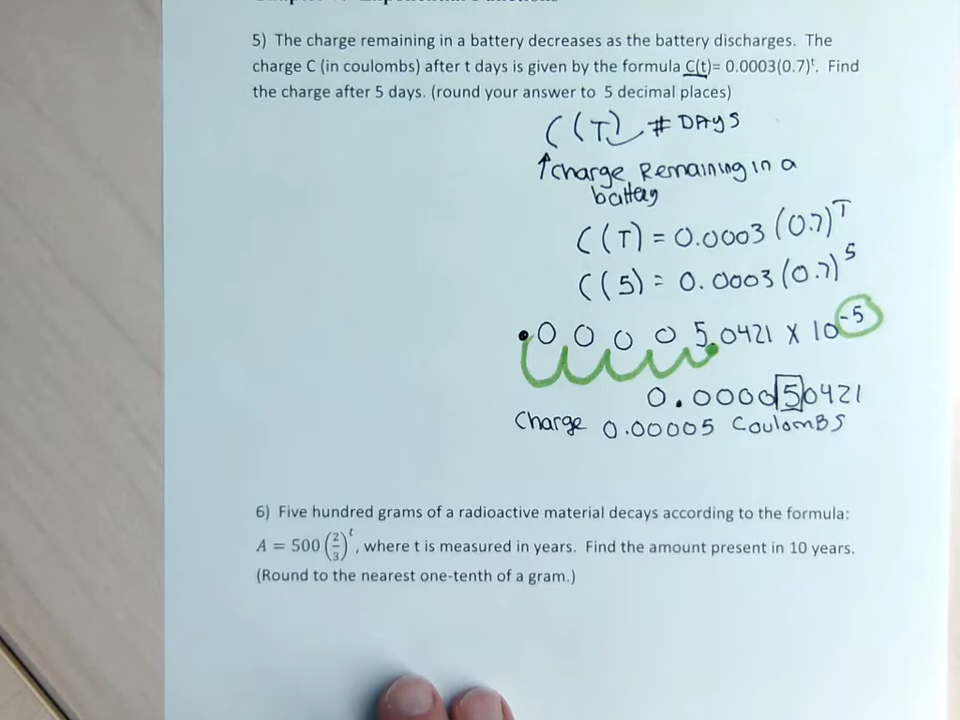 5) The charge remaining in a battery decreases as the battery discharges. The
charge C (in coulombs) after t days is given by the formula C(t)= 0.0003(0.7)ᵗ. Find
the charge after 5 days. (round your answer to 5 decimal places)
C(T) # DAYS
↑ charge Remaining in a
battery
C(T) = 0.0003(0.7)ᵀ
C(5) = 0.0003(0.7)⁵
.0 0 0 0 5.0421 X 10⁻⁵
0.000050421
Charge 0.00005 CoulomBS
6) Five hundred grams of a radioactive material decays according to the formula:
A = 500(2/3)ᵗ, where t is measured in years. Find the amount present in 10 years.
(Round to the nearest one-tenth of a gram.)